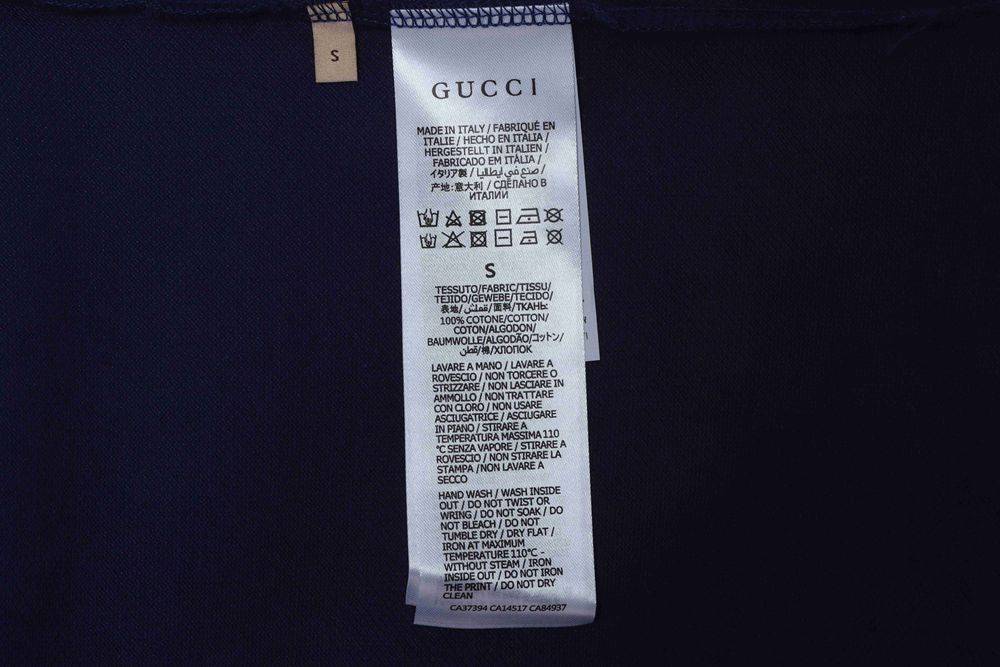 S
GUCCI
MADE IN ITALY / FABRIQUÉ EN
ITALIE / HECHO EN ITALIA /
HERGESTELLT IN ITALIEN /
FABRICADO EM ITÁLIA /
イタリア製 / صنع في ايطاليا /
产地:意大利 / СДЕЛАНО В
ИТАЛИИ
S
TESSUTO/FABRIC/TISSU/
TEJIDO/GEWEBE/TECIDO/
表地/قماش/面料/ТКАНЬ:
100% COTONE/COTTON/
COTON/ALGODON/
BAUMWOLLE/ALGODÃO/コットン/
قطن/棉/ХЛОПОК
LAVARE A MANO / LAVARE A
ROVESCIO / NON TORCERE O
STRIZZARE / NON LASCIARE IN
AMMOLLO / NON TRATTARE
CON CLORO / NON USARE
ASCIUGATRICE / ASCIUGARE
IN PIANO / STIRARE A
TEMPERATURA MASSIMA 110
°C SENZA VAPORE / STIRARE A
ROVESCIO / NON STIRARE LA
STAMPA /NON LAVARE A
SECCO
HAND WASH / WASH INSIDE
OUT / DO NOT TWIST OR
WRING / DO NOT SOAK / DO
NOT BLEACH / DO NOT
TUMBLE DRY / DRY FLAT /
IRON AT MAXIMUM
TEMPERATURE 110°C -
WITHOUT STEAM / IRON
INSIDE OUT / DO NOT IRON
THE PRINT / DO NOT DRY
CLEAN
CA37394 CA14517 CA84937